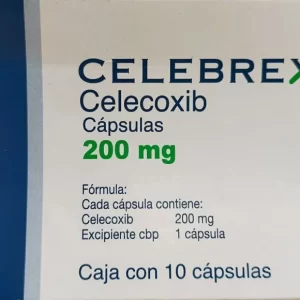 CELEBREX
Celecoxib
Cápsulas
200 mg
Fórmula:
Cada cápsula contiene:
Celecoxib 200 mg
Excipiente cbp 1 cápsula
Caja con 10 cápsulas